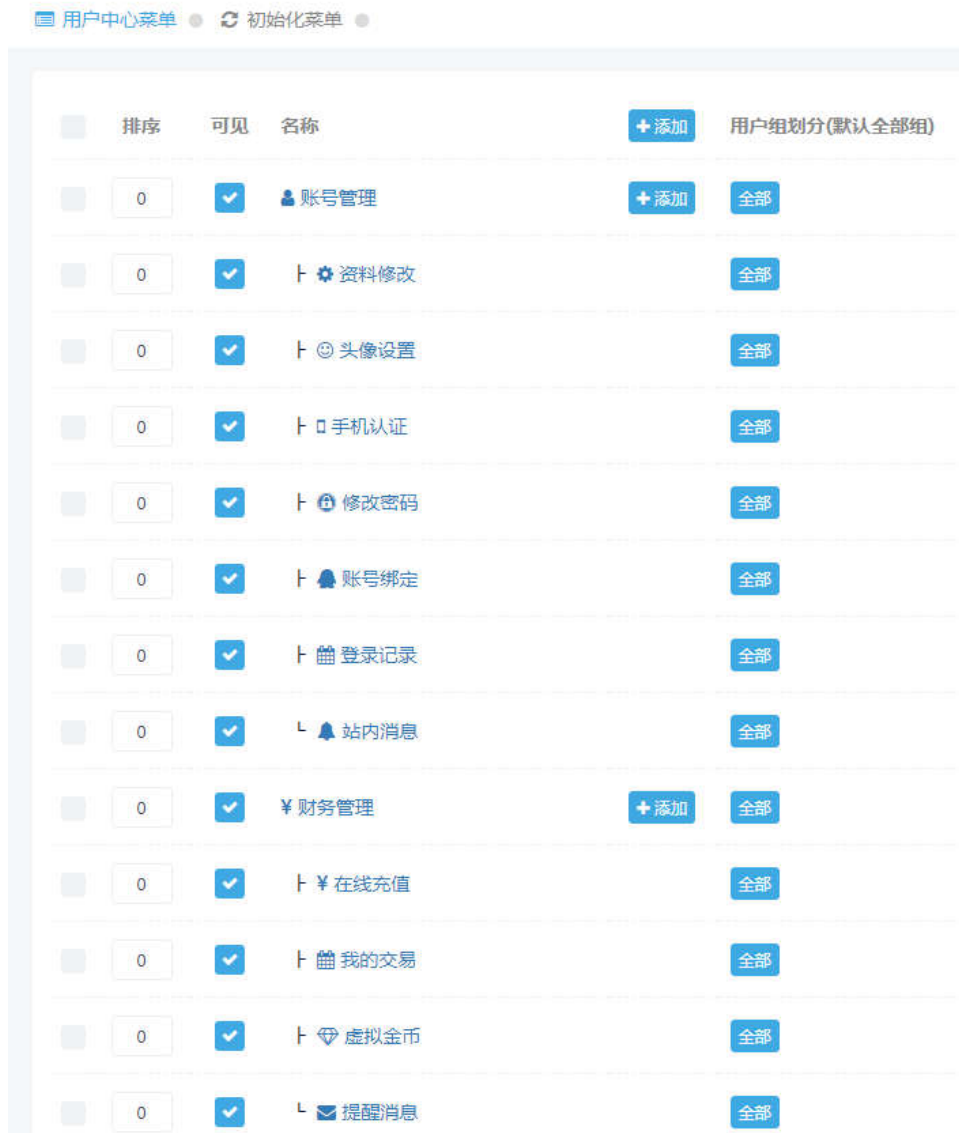 用户中心菜单 初始化菜单
排序 可见 名称 添加 用户组划分(默认全部组)
0 账号管理 添加 全部
0 ├ 资料修改 全部
0 ├ 头像设置 全部
0 ├ 手机认证 全部
0 ├ 修改密码 全部
0 ├ 账号绑定 全部
0 ├ 登录记录 全部
0 └ 站内消息 全部
0 ¥ 财务管理 添加 全部
0 ├ ¥ 在线充值 全部
0 ├ 我的交易 全部
0 ├ 虚拟金币 全部
0 └ 提醒消息 全部